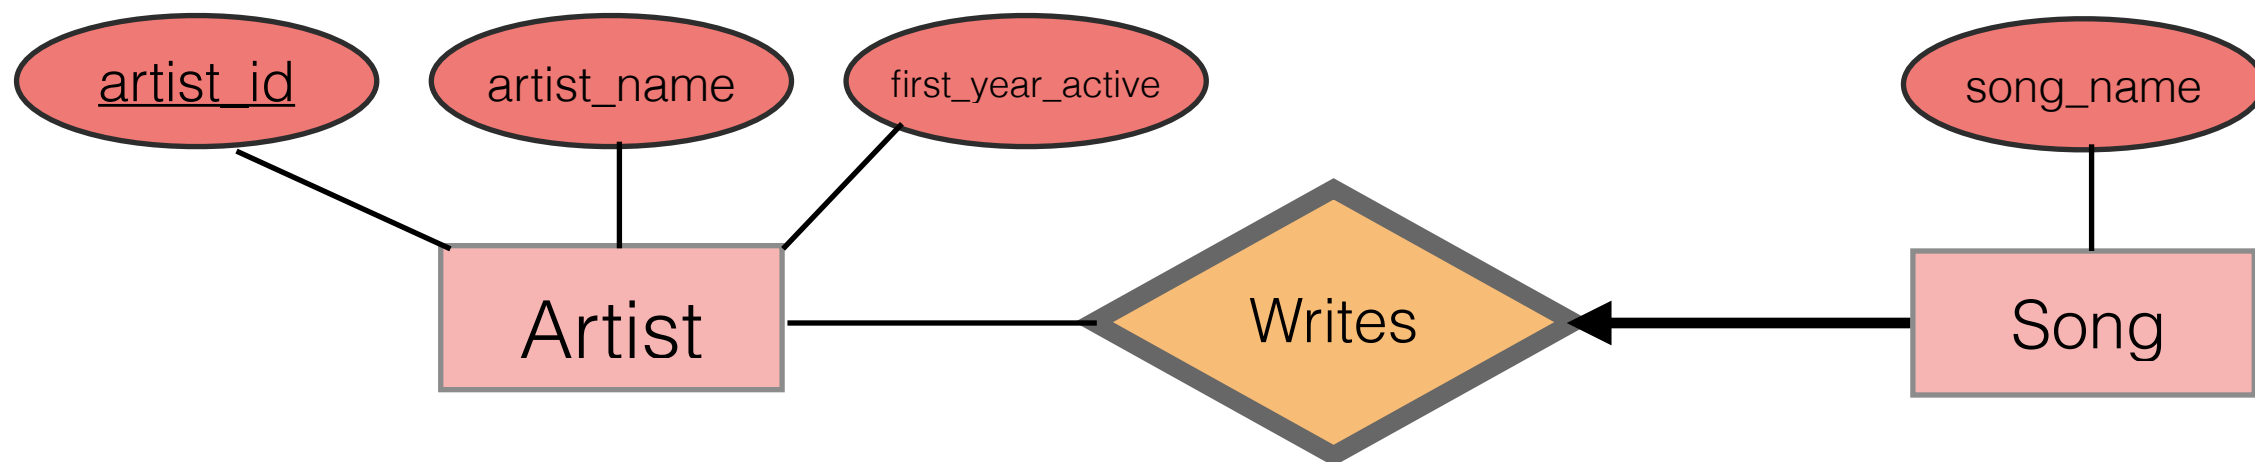 artist_id
artist_name
first_year_active
song_name
Artist
Writes
Song